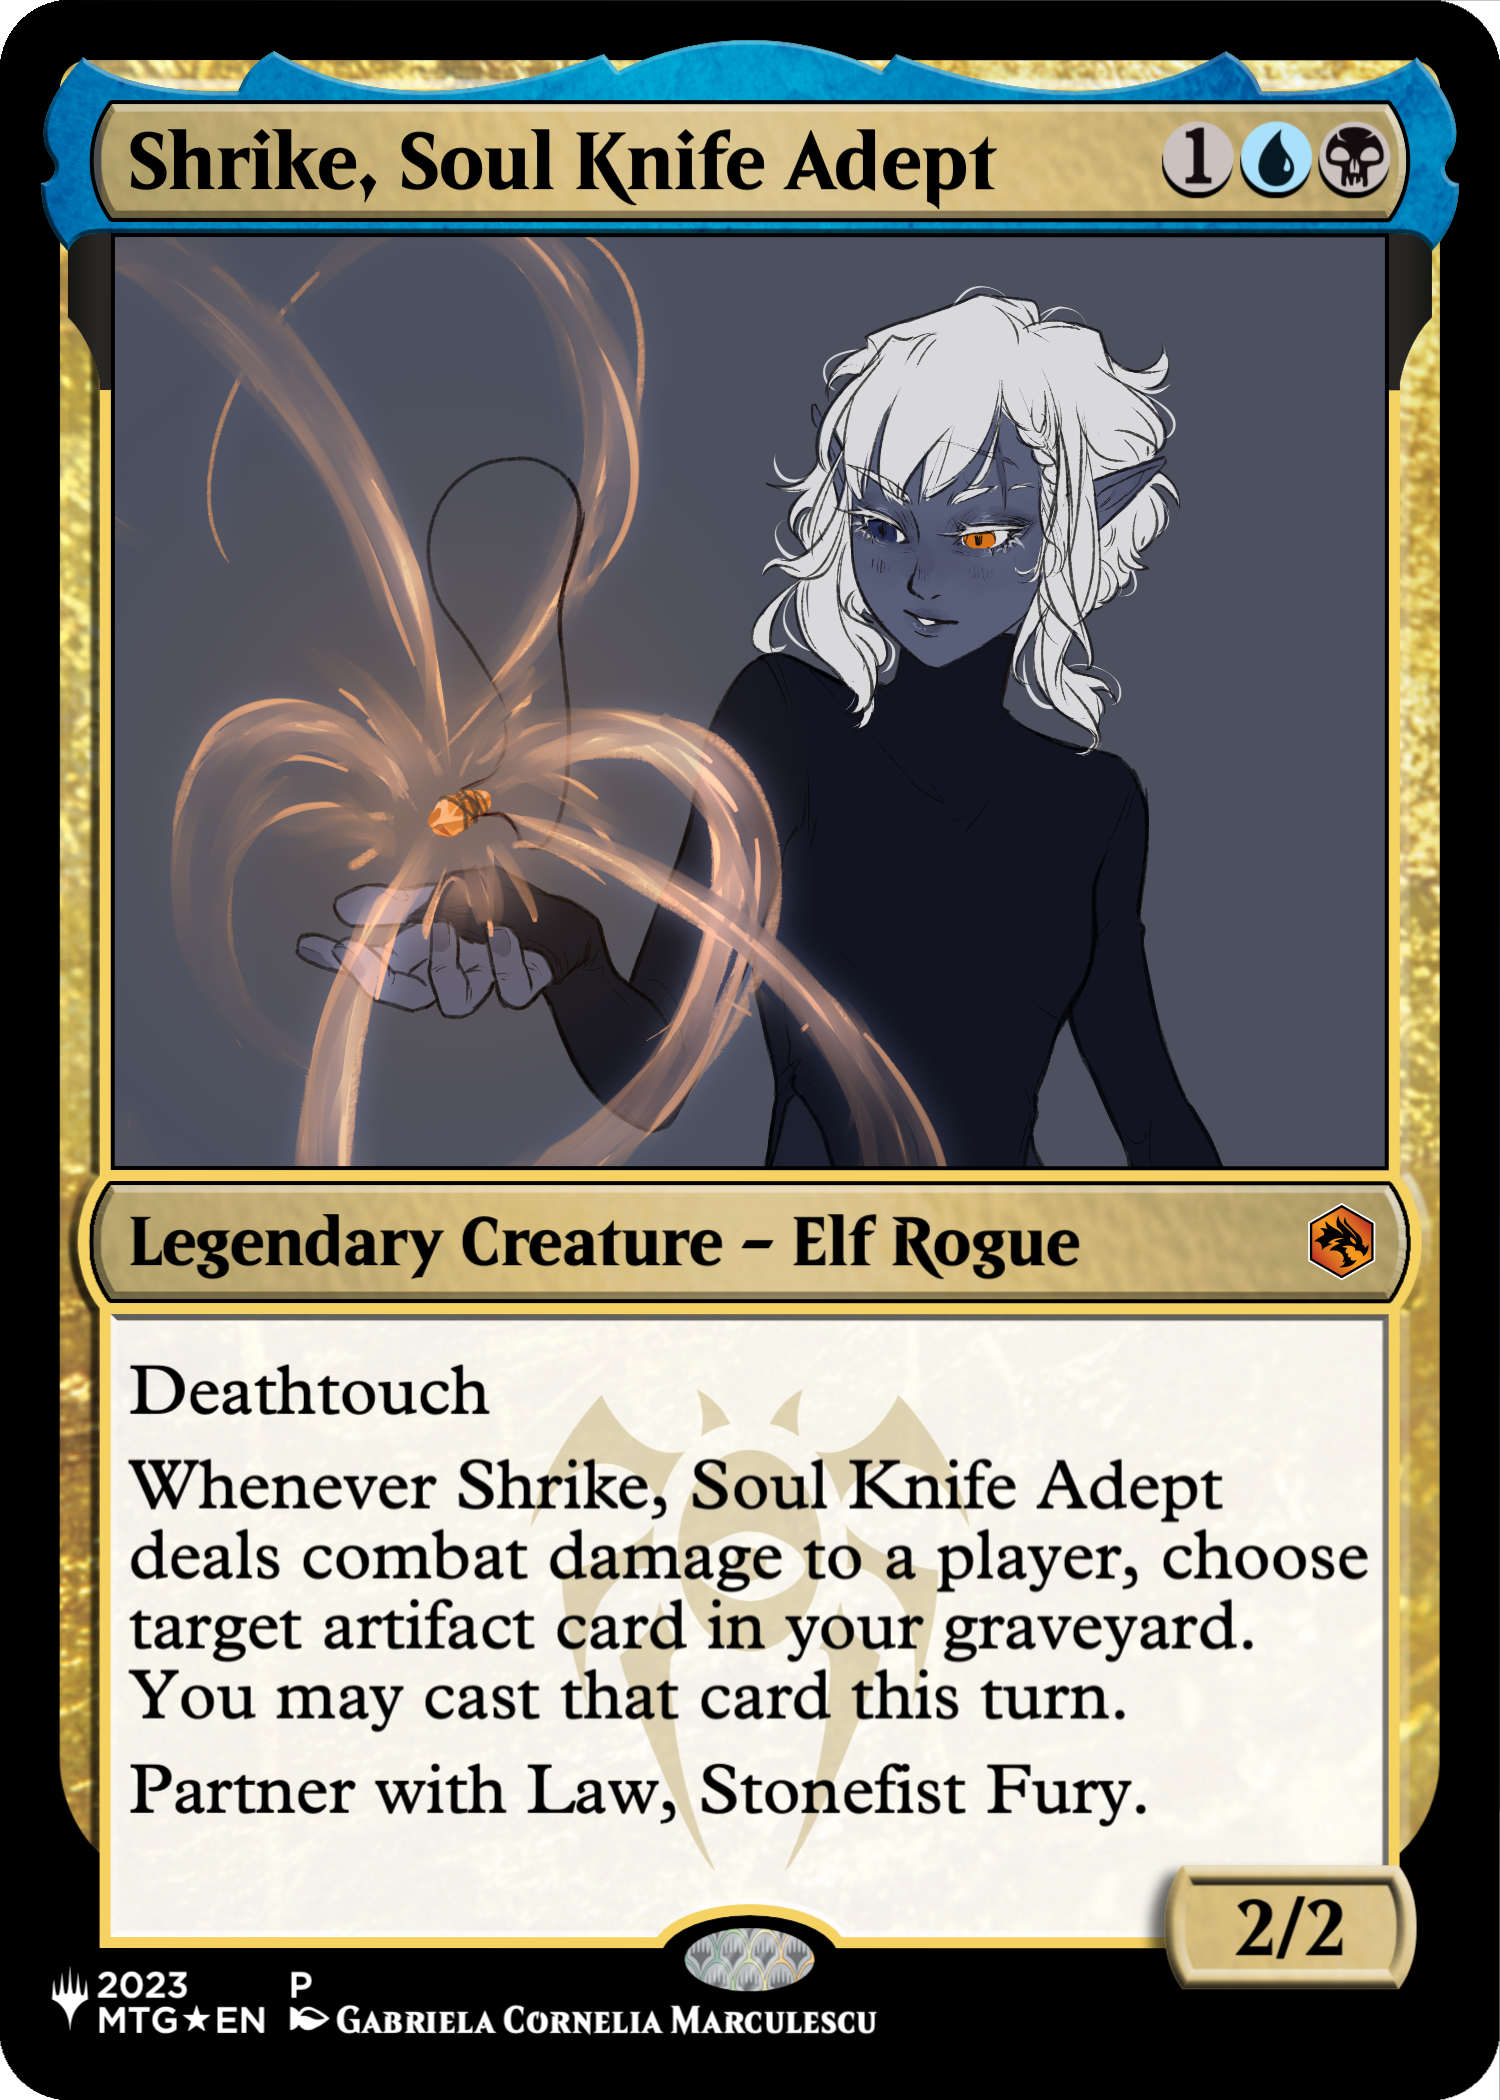 Shrike, Soul Knife Adept 1
Legendary Creature – Elf Rogue
Deathtouch
Whenever Shrike, Soul Knife Adept
deals combat damage to a player, choose
target artifact card in your graveyard.
You may cast that card this turn.
Partner with Law, Stonefist Fury.
2/2
2023 P
MTG★EN GABRIELA CORNELIA MARCULESCU